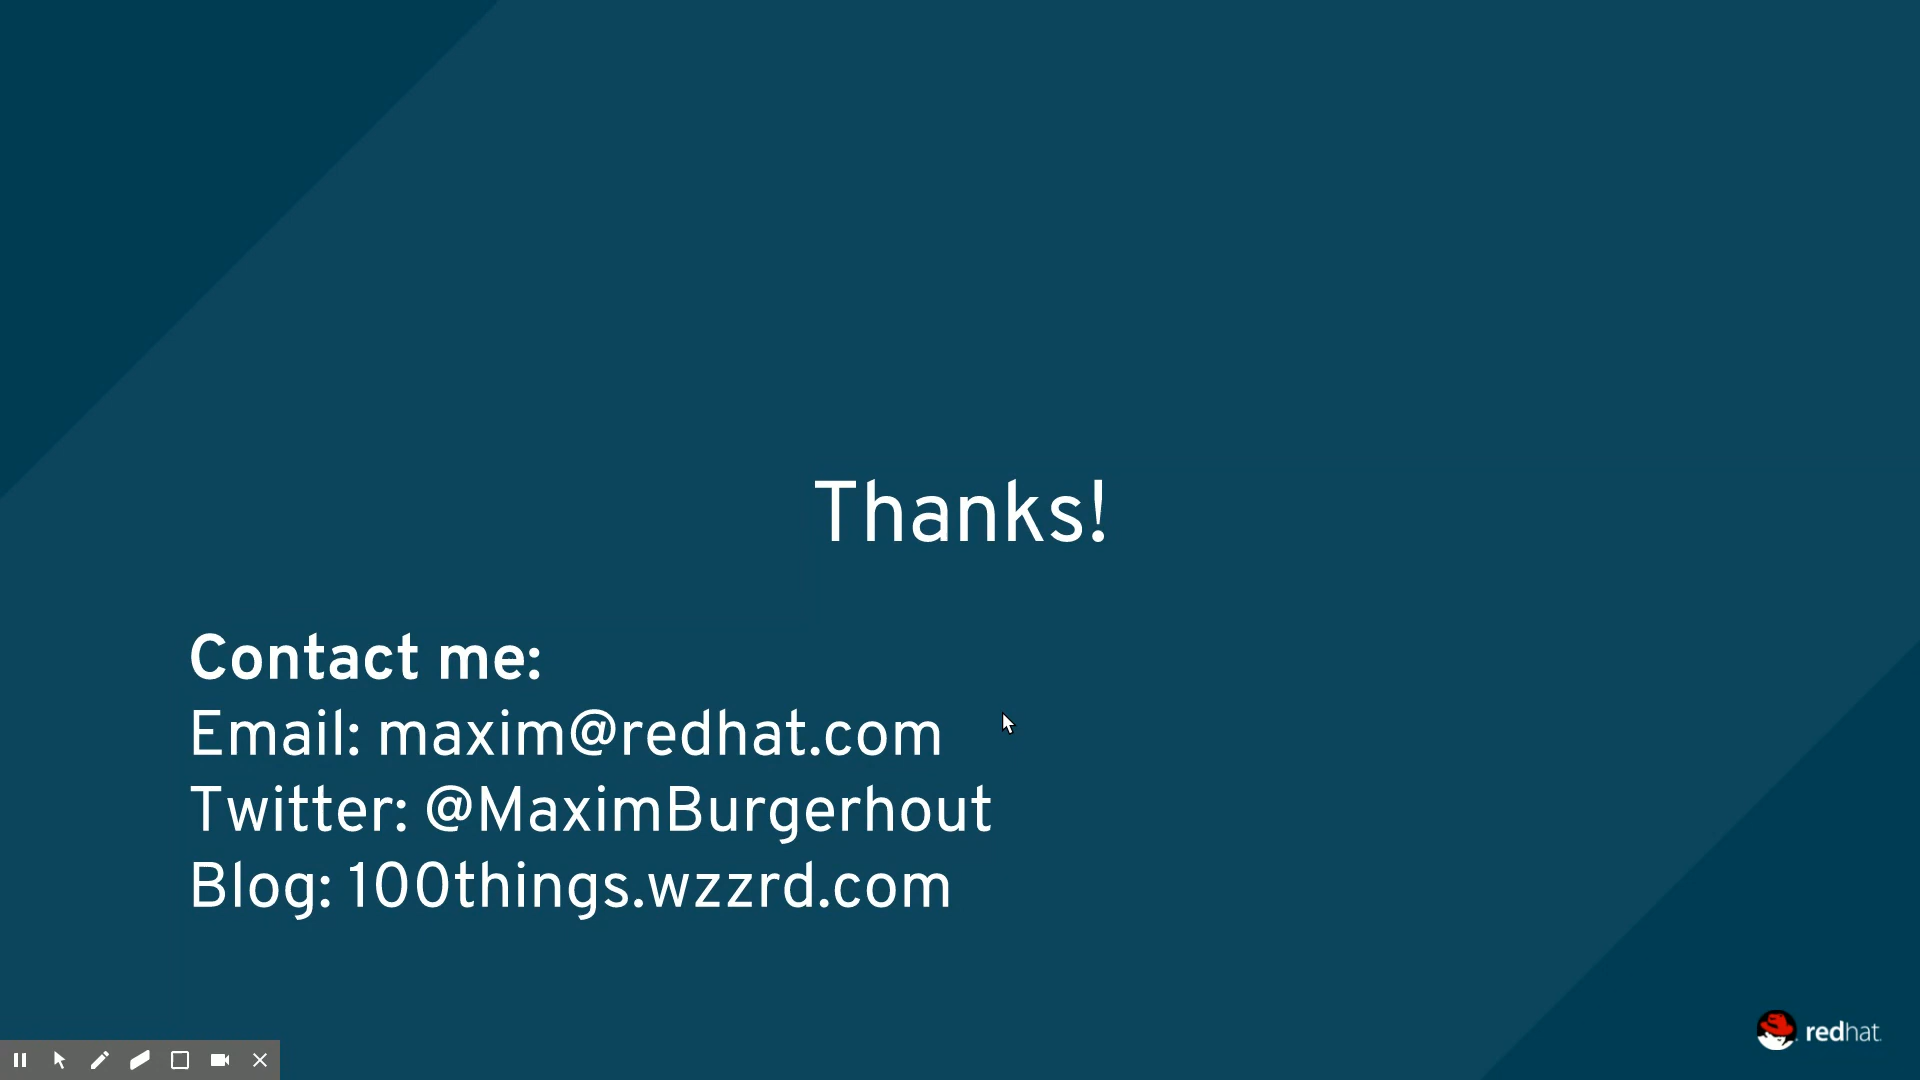 Thanks!
Contact me:
Email: maxim@redhat.com
Twitter: @MaximBurgerhout
Blog: 100things.wzzrd.com
redhat.